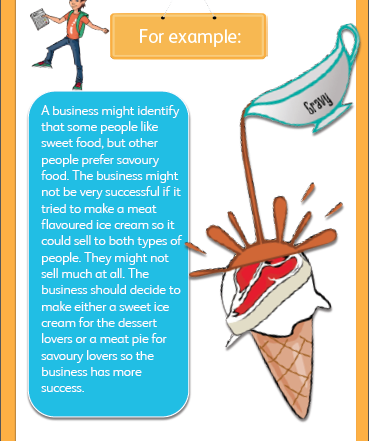 For example:
Gravy
A business might identify
that some people like
sweet food, but other
people prefer savoury
food. The business might
not be very successful if it
tried to make a meat
flavoured ice cream so it
could sell to both types of
people. They might not
sell much at all. The
business should decide to
make either a sweet ice
cream for the dessert
lovers or a meat pie for
savoury lovers so the
business has more
success.